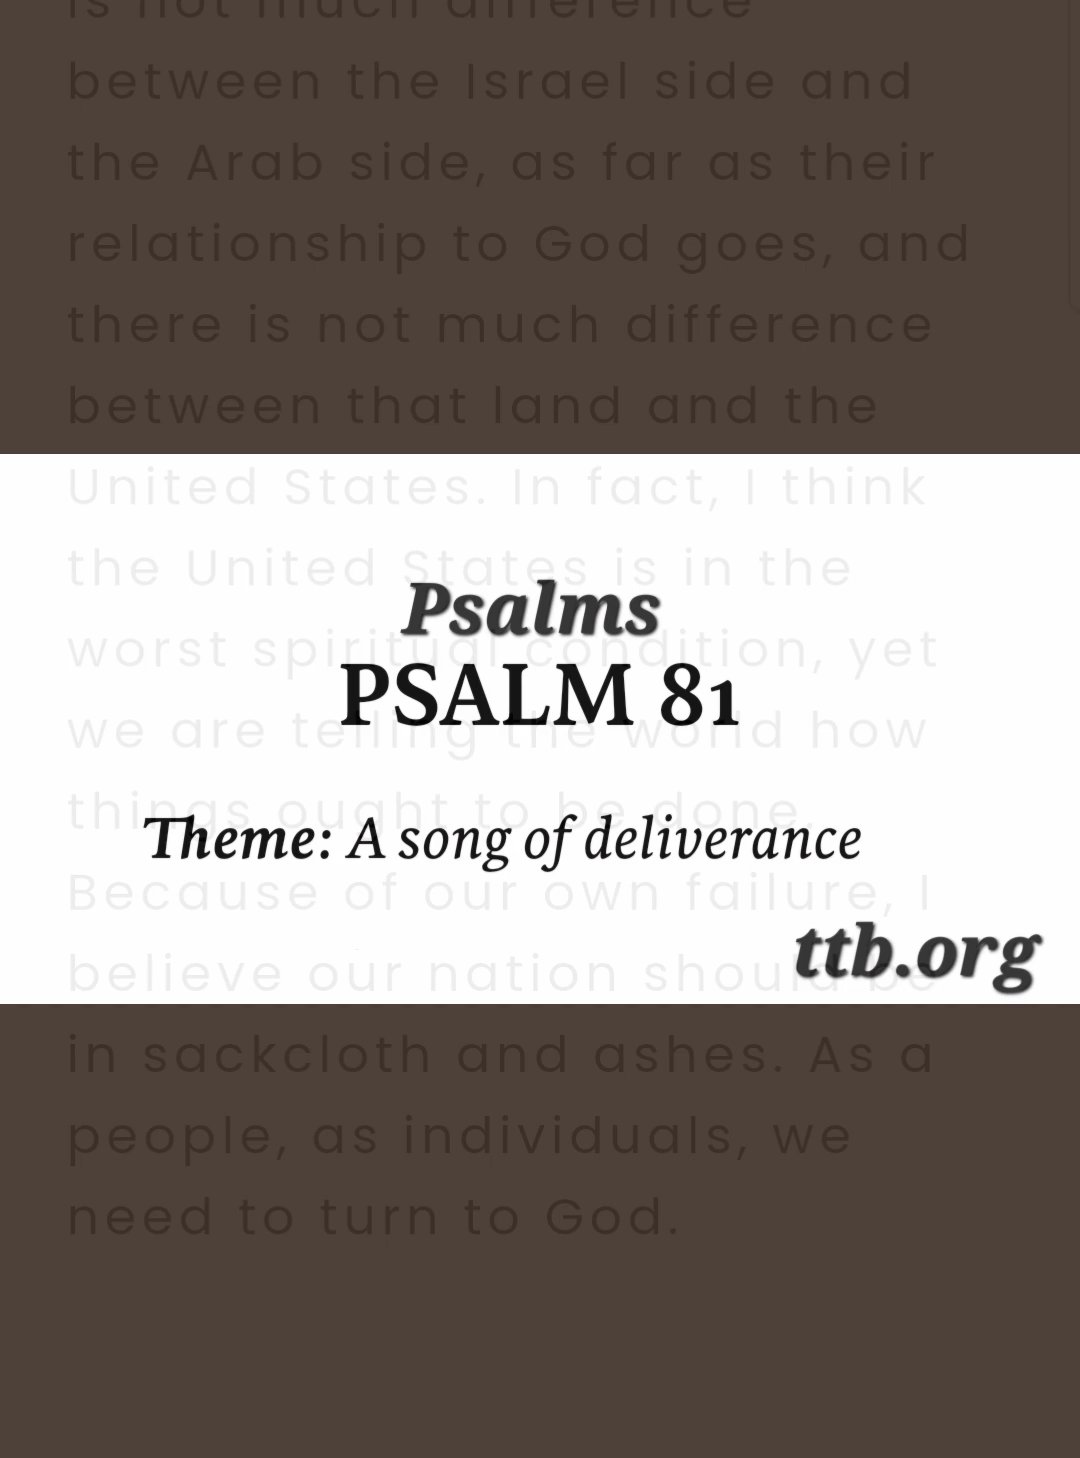 is not much difference
between the Israel side and
the Arab side, as far as their
relationship to God goes, and
there is not much difference
between that land and the
United States. In fact, I think
the United States is in the
worst spiritual condition, yet
we are telling the world how
things ought to be done.
Because of our own failure, I
believe our nation should be
in sackcloth and ashes. As a
people, as individuals, we
need to turn to God.
Psalms
PSALM 81
Theme: A song of deliverance
ttb.org